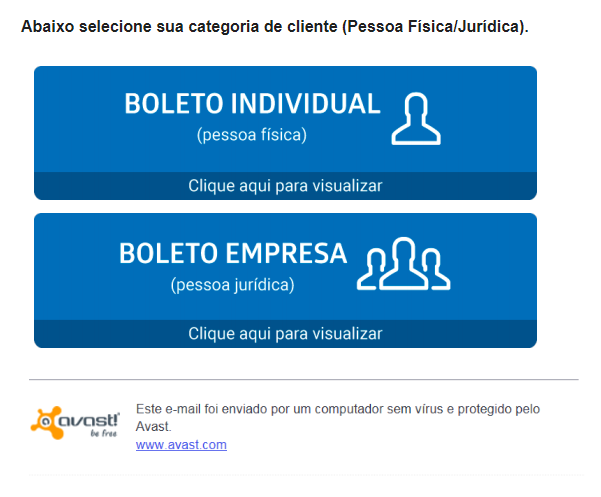 Abaixo selecione sua categoria de cliente (Pessoa Física/Jurídica).
BOLETO INDIVIDUAL
(pessoa física)
Clique aqui para visualizar
BOLETO EMPRESA
(pessoa jurídica)
Clique aqui para visualizar
avast!
be free
Este e-mail foi enviado por um computador sem vírus e protegido pelo
Avast.
www.avast.com